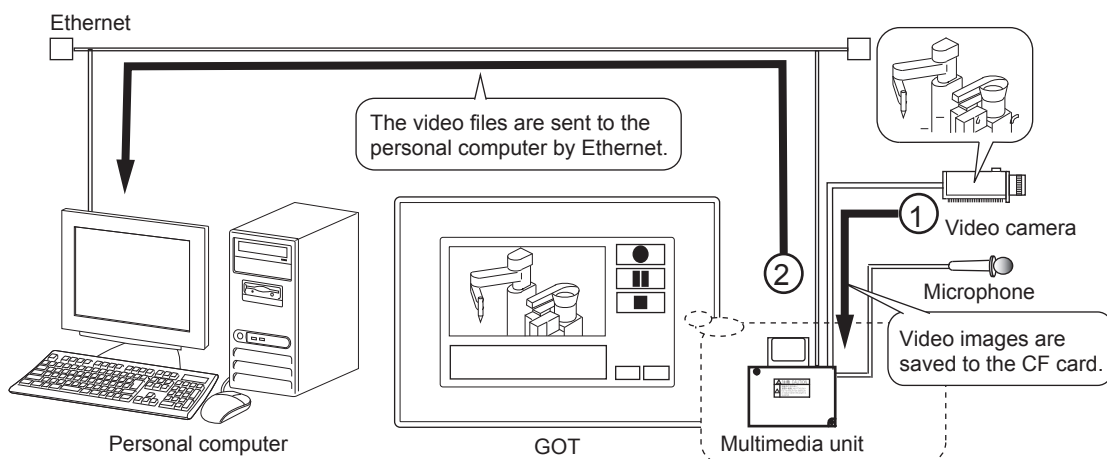 Ethernet
The video files are sent to the
personal computer by Ethernet.
1
Video camera
2
Microphone
Video images are
saved to the CF card.
Personal computer
GOT
Multimedia unit